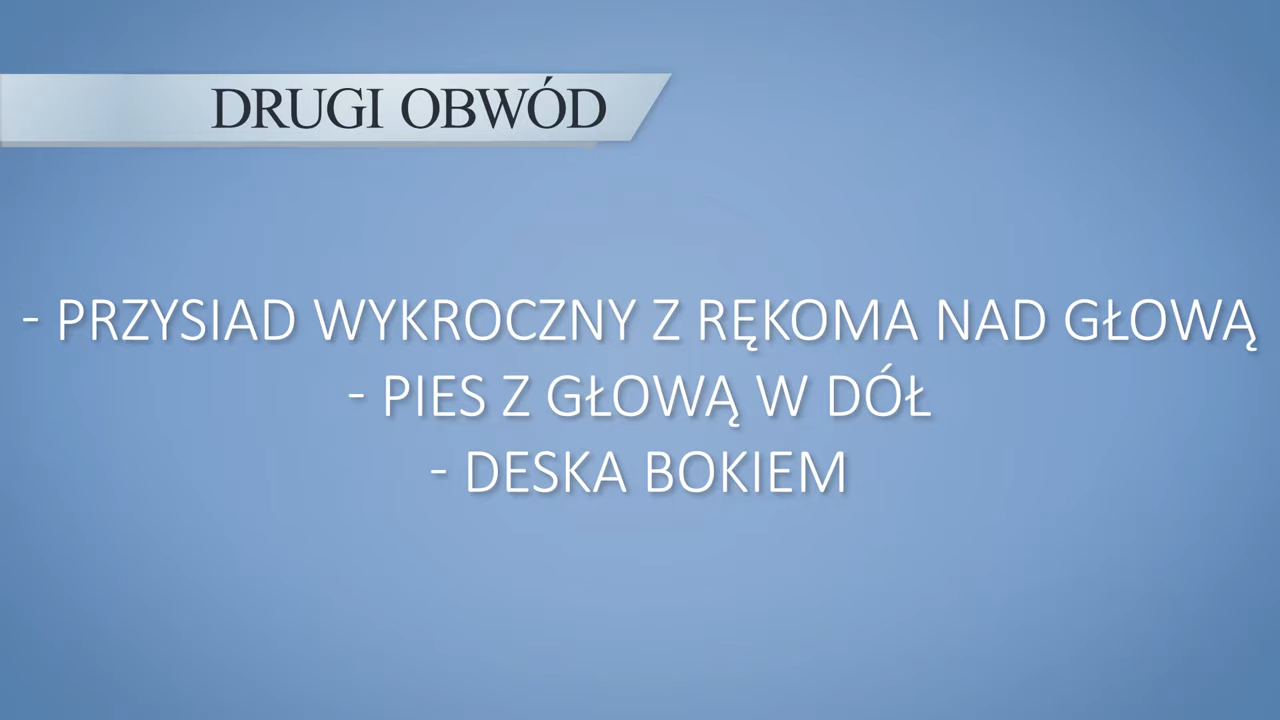 DRUGI OBWÓD
- PRZYSIAD WYKROCZNY Z RĘKOMA NAD GŁOWĄ
- PIES Z GŁOWĄ W DÓŁ
- DESKA BOKIEM